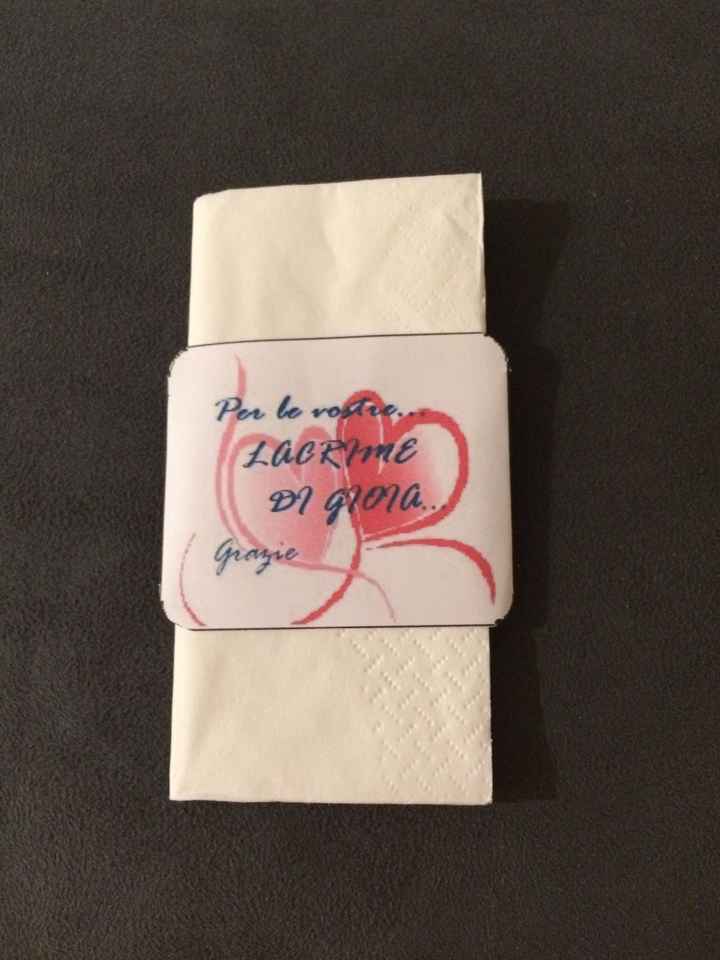 Per le vostre...
LACRIME
DI GIOIA...
Grazie